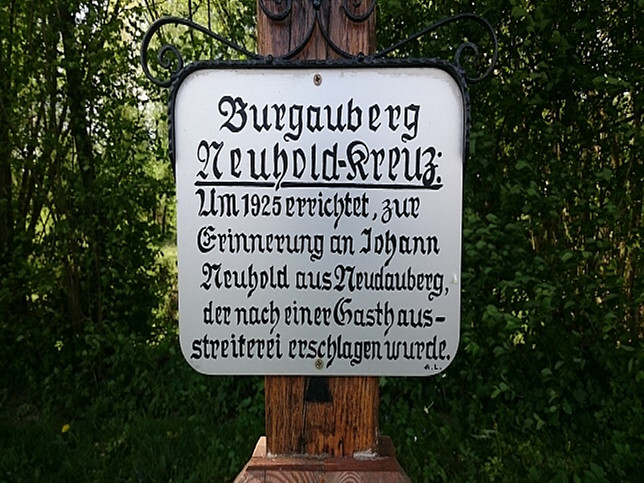 Burgauberg
Neuhold-Kreuz:
Um 1925 errichtet, zur
Erinnerung an Johann
Neuhold aus Neudauberg,
der nach einer Gasthaus-
streiterei erschlagen wurde.
A.L.